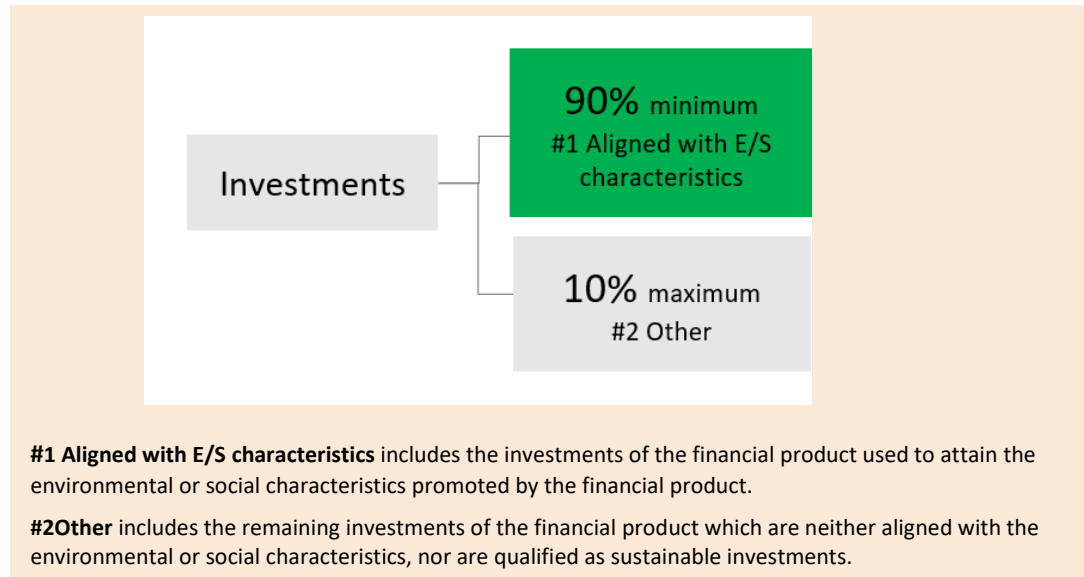 90% minimum
#1 Aligned with E/S
characteristics
Investments
10% maximum
#2 Other
#1 Aligned with E/S characteristics includes the investments of the financial product used to attain the
environmental or social characteristics promoted by the financial product.
#2Other includes the remaining investments of the financial product which are neither aligned with the
environmental or social characteristics, nor are qualified as sustainable investments.